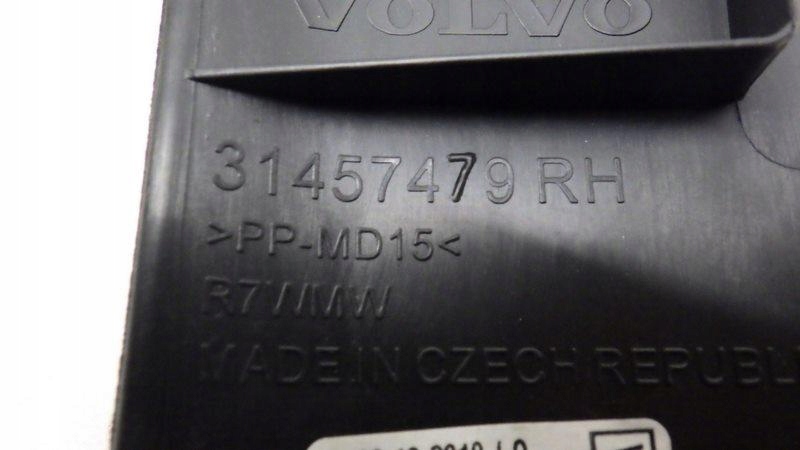 VOLVO
31457479 RH
>PP-MD15<
R7WMW
MADE IN CZECH REPUBL